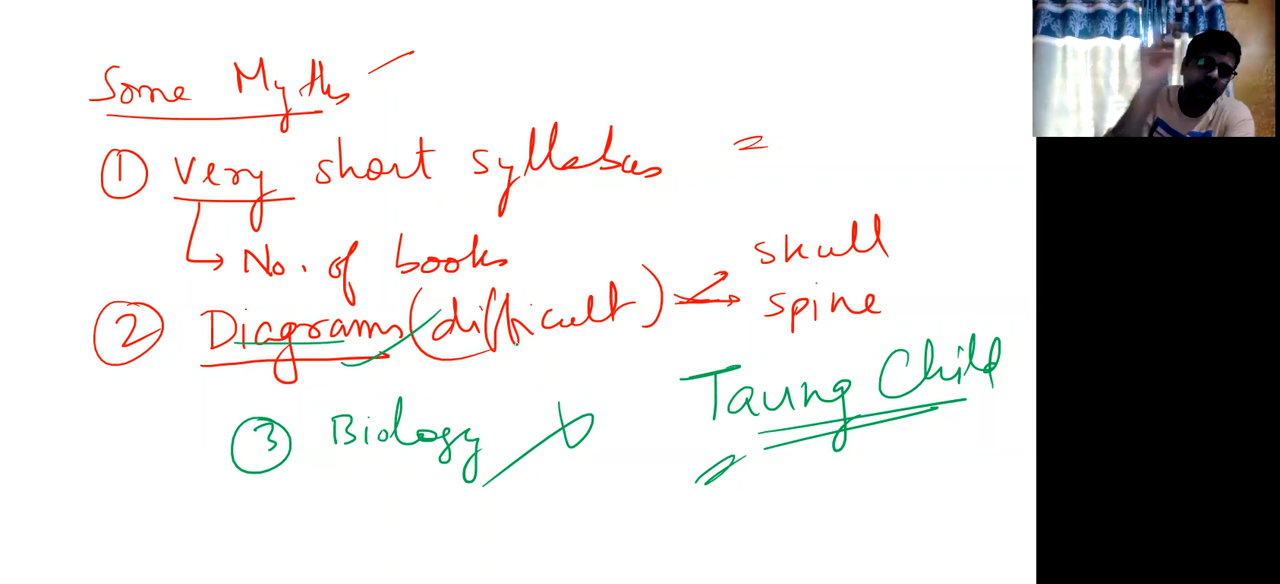 Some Myths
① Very short syllabus =
↳ No. of books
② Diagrams (difficult) skull
spine
③ Biology
Taung Child